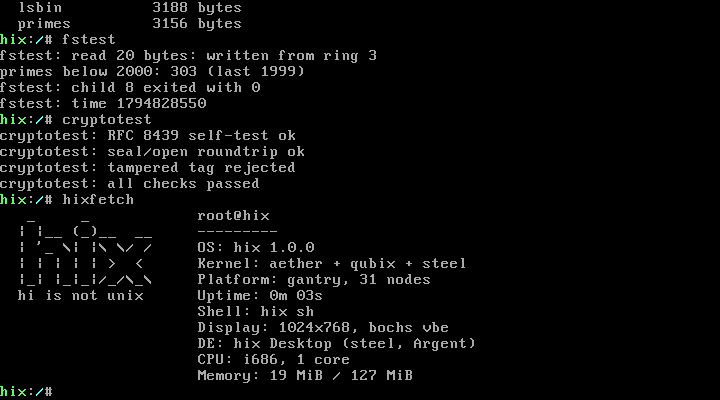 lsbin 3188 bytes
primes 3156 bytes
hix:/# fstest
fstest: read 20 bytes: written from ring 3
primes below 2000: 303 (last 1999)
fstest: child 8 exited with 0
fstest: time 1794828550
hix:/# cryptotest
cryptotest: RFC 8439 self-test ok
cryptotest: seal/open roundtrip ok
cryptotest: tampered tag rejected
cryptotest: all checks passed
hix:/# hixfetch
root@hix
---------
OS: hix 1.0.0
Kernel: aether + qubix + steel
Platform: gantry, 31 nodes
Uptime: 0m 03s
Shell: hix sh
Display: 1024x768, bochs vbe
DE: hix Desktop (steel, Argent)
CPU: i686, 1 core
Memory: 19 MiB / 127 MiB
hix
hi is not unix
hix:/#